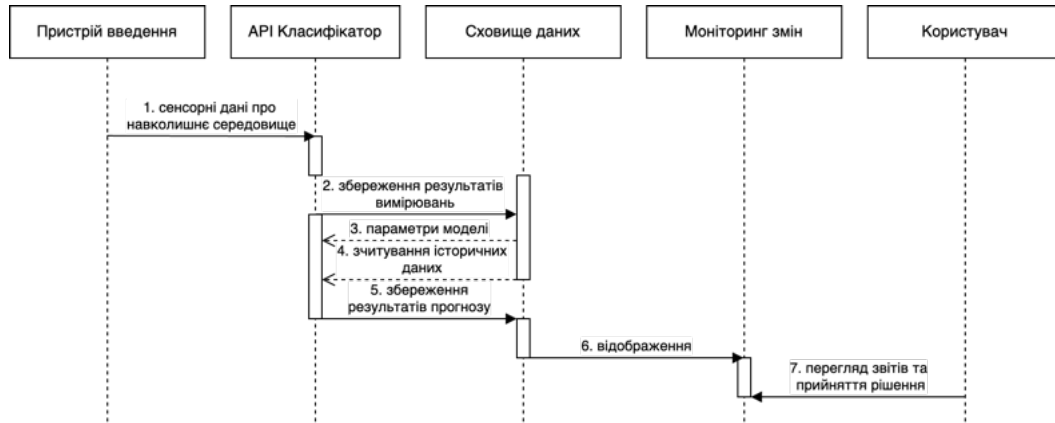 Пристрій введення
АРІ Класифікатор
Сховище даних
Моніторинг змін
Користувач
1. сенсорні дані про
навколишнє середовище
2. збереження результатів
вимірювань
3. параметри моделі
4. зчитування історичних
даних
5. збереження
результатів прогнозу
6. відображення
7. перегляд звітів та
прийняття рішення